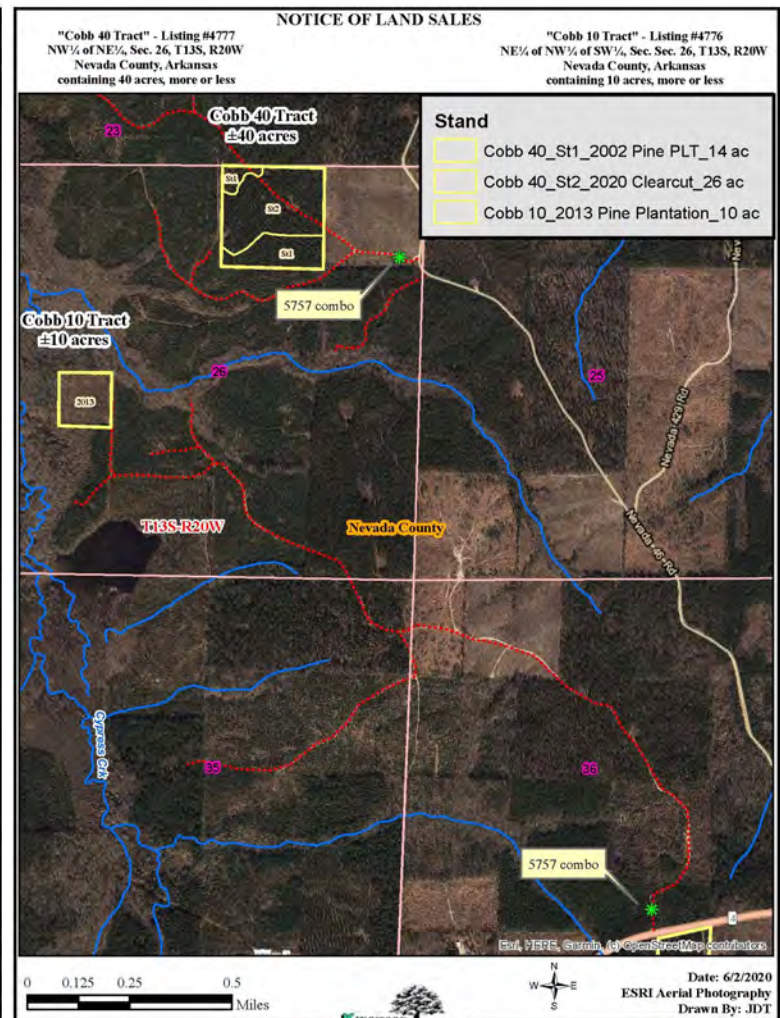 NOTICE OF LAND SALES
"Cobb 40 Tract" - Listing #4777
NW¼ of NE¼, Sec. 26, T13S, R20W
Nevada County, Arkansas
containing 40 acres, more or less
"Cobb 10 Tract" - Listing #4776
NE¼ of NW¼ of SW¼, Sec. Sec. 26, T13S, R20W
Nevada County, Arkansas
containing 10 acres, more or less
Stand
Cobb 40_St1_2002 Pine PLT_14 ac
Cobb 40_St2_2020 Clearcut_26 ac
Cobb 10_2013 Pine Plantation_10 ac
23
Cobb 40 Tract
±40 acres
St1
St2
St1
5757 combo
Cobb 10 Tract
±10 acres
2013
26
25
Nevada 429 Rd
Nevada 46 Rd
T13S-R20W
Nevada County
Cypress Crk
35
36
5757 combo
4
Esri, HERE, Garmin, (c) OpenStreetMap contributors
0 0.125 0.25 0.5
Miles
N
W E
S
Date: 6/2/2020
ESRI Aerial Photography
Drawn By: JDT